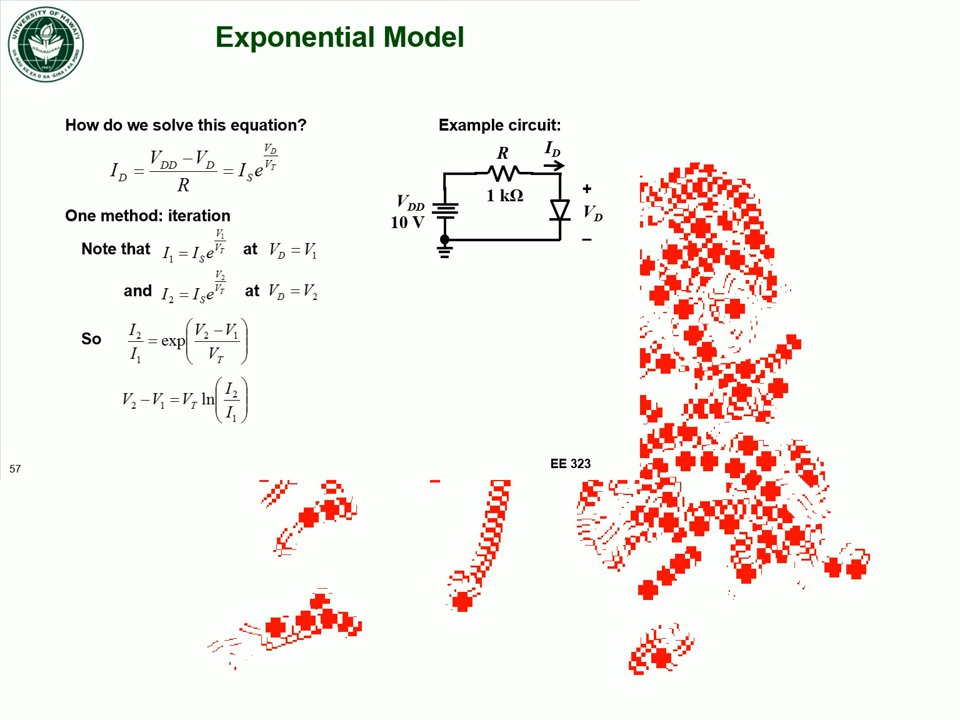 UNIVERSITY OF HAWAI'I
Exponential Model
How do we solve this equation?
I_D = (V_DD − V_D) / R = I_S e^(V_D / V_T)
One method: iteration
Note that I_1 = I_S e^(V_1 / V_T) at V_D = V_1
and I_2 = I_S e^(V_2 / V_T) at V_D = V_2
So I_2 / I_1 = exp((V_2 − V_1) / V_T)
V_2 − V_1 = V_T ln(I_2 / I_1)
Example circuit:
R
I_D
1 kΩ
V_DD
10 V
+
V_D
−
57
EE 323